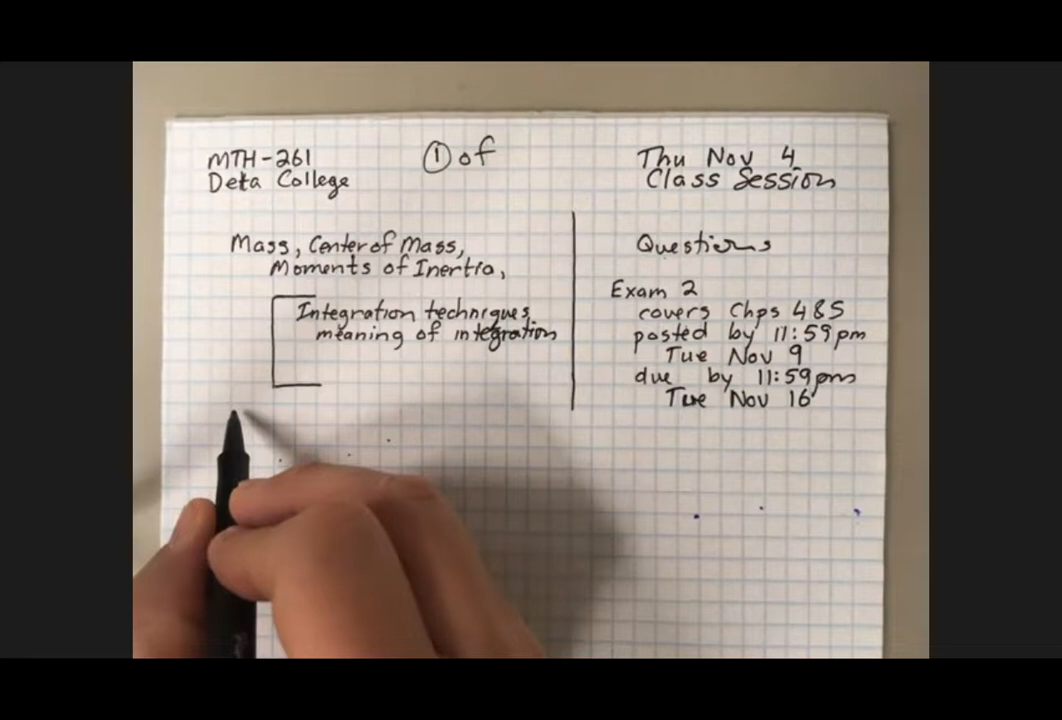 MTH-261
Delta College
① of
Thu Nov 4
Class Session
Mass, Center of Mass,
Moments of Inertia,
Integration techniques,
meaning of integration
Questions
Exam 2
covers Chps 4&5
posted by 11:59pm
Tue Nov 9
due by 11:59pm
Tue Nov 16